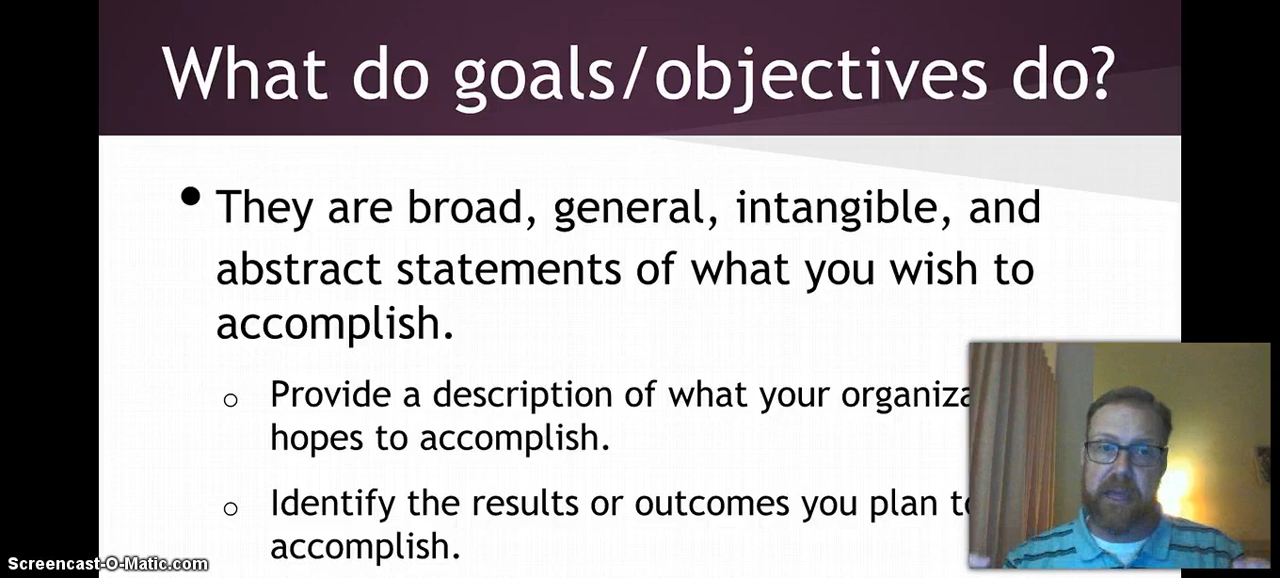 What do goals/objectives do?
• They are broad, general, intangible, and
abstract statements of what you wish to
accomplish.
o Provide a description of what your organiza
hopes to accomplish.
o Identify the results or outcomes you plan to
accomplish.
Screencast-O-Matic.com